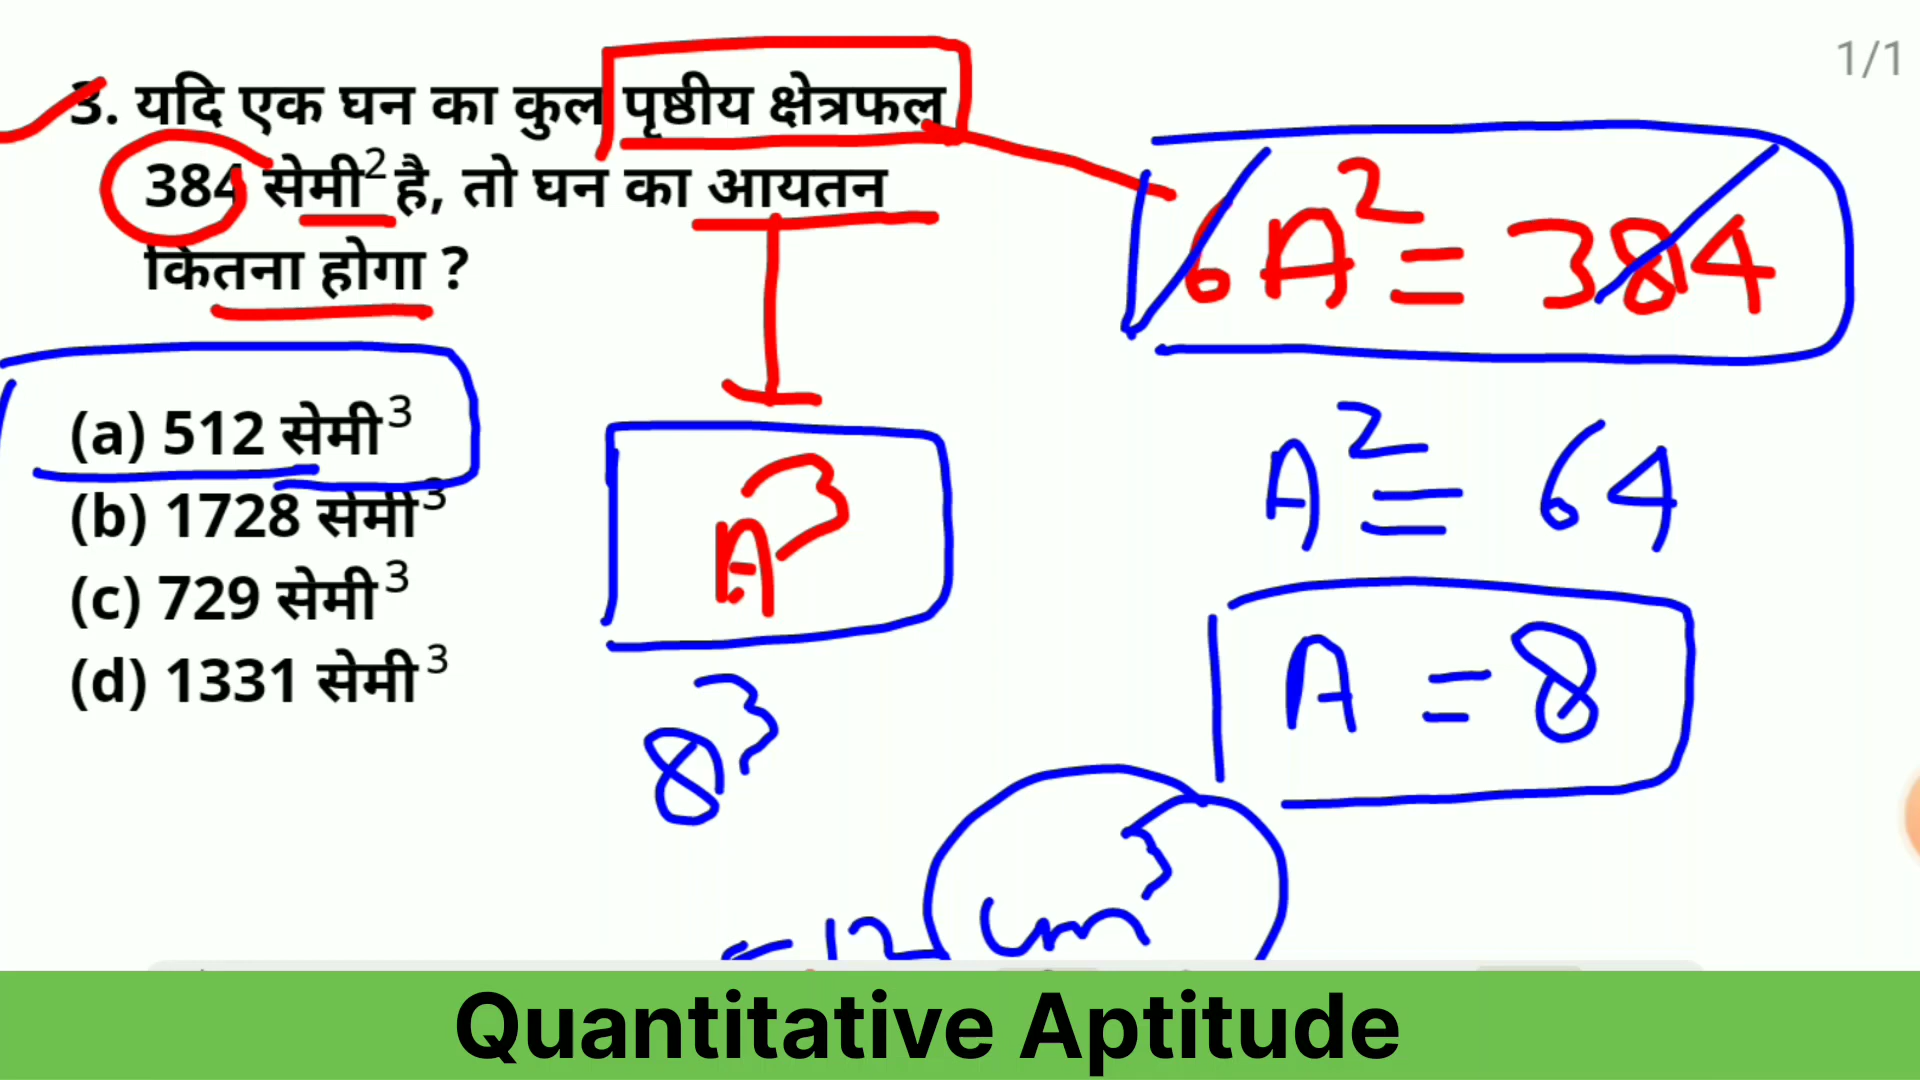 1/1
3. यदि एक घन का कुल पृष्ठीय क्षेत्रफल
384 सेमी² है, तो घन का आयतन
कितना होगा ?
(a) 512 सेमी³
(b) 1728 सेमी³
(c) 729 सेमी³
(d) 1331 सेमी³
6A² = 384
A² = 64
A = 8
A³
8³
cm³
Quantitative Aptitude